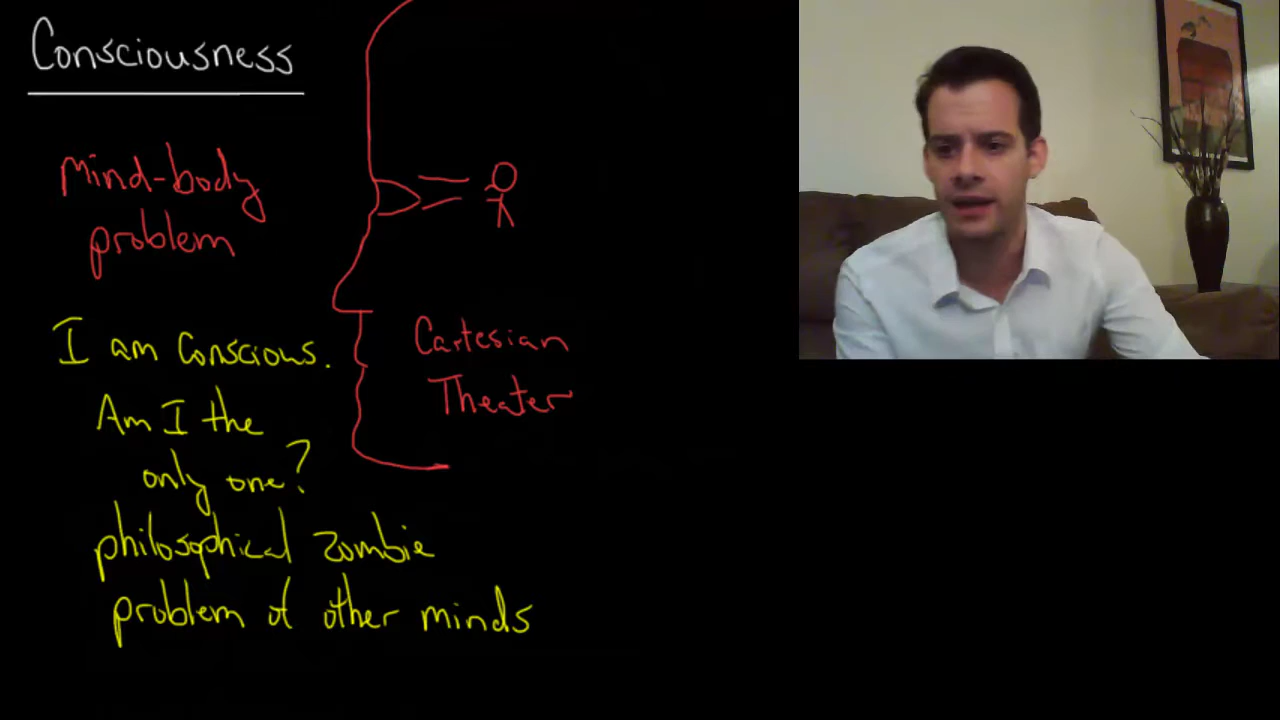 Consciousness
Mind-body
problem
I am Conscious.
Am I the
only one?
philosophical zombie
problem of other minds
Cartesian
Theater